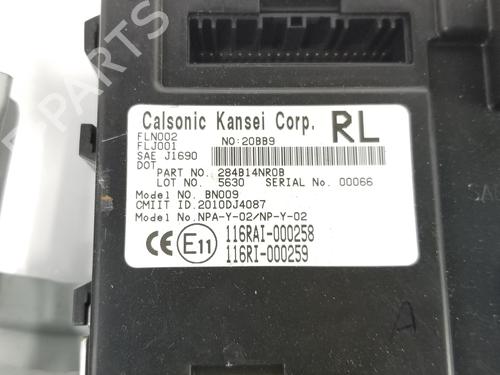 Calsonic Kansei Corp. RL
FLN002 NO:20BB9
FLJ001
SAE J1690
DOT
PART NO. 284B14NR0B
LOT NO. 5630 SERIAL No. 00066
Model No. BN009
CMIIT ID.2010DJ4087
Model No.NPA-Y-02/NP-Y-02
CE E11 116RAI-000258
116RI-000259
A